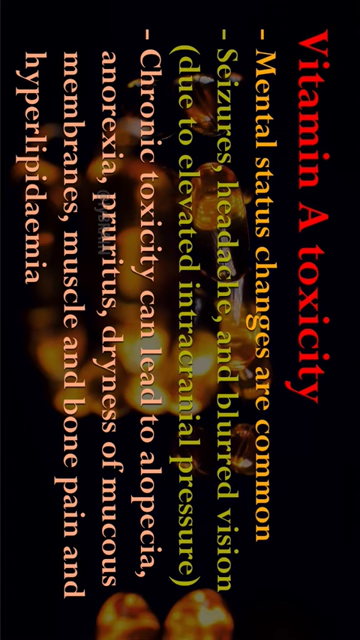 Vitamin A toxicity
- Mental status changes are common
- Seizures, headache, and blurred vision
(due to elevated intracranial pressure)
- Chronic toxicity can lead to alopecia,
anorexia, pruritus, dryness of mucous
membranes, muscle and bone pain and
hyperlipidaemia